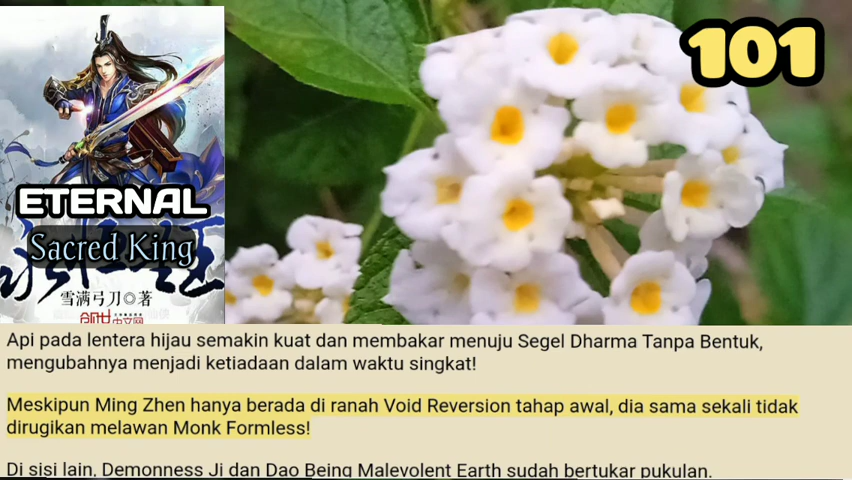 101
ETERNAL
Sacred King
雪满弓刀◎著
中文网
Api pada lentera hijau semakin kuat dan membakar menuju Segel Dharma Tanpa Bentuk,
mengubahnya menjadi ketiadaan dalam waktu singkat!
Meskipun Ming Zhen hanya berada di ranah Void Reversion tahap awal, dia sama sekali tidak
dirugikan melawan Monk Formless!
Di sisi lain, Demonness Ji dan Dao Being Malevolent Earth sudah bertukar pukulan.